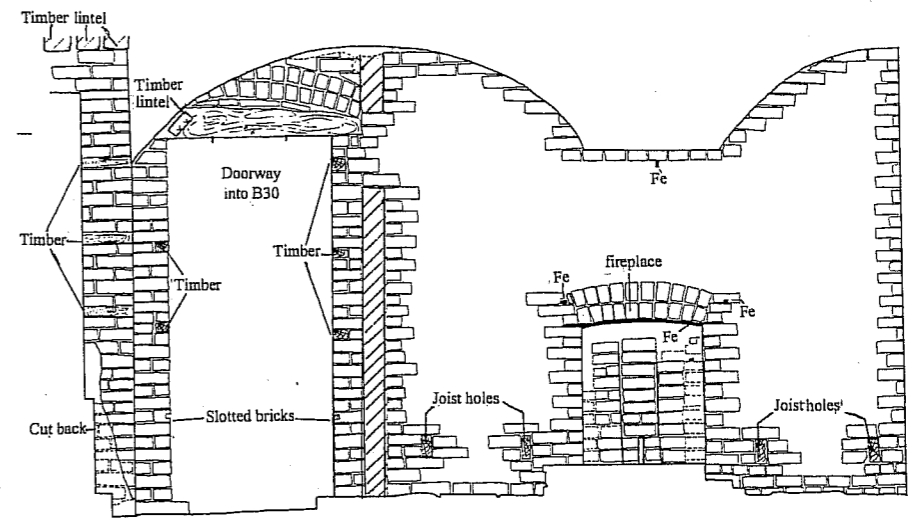 Timber lintel
Timber
lintel
Doorway
into B30
Fe
Timber
Timber
Timber
fireplace
Fe
Fe
Fe
Joist holes
Joist holes
Slotted bricks
Cut back